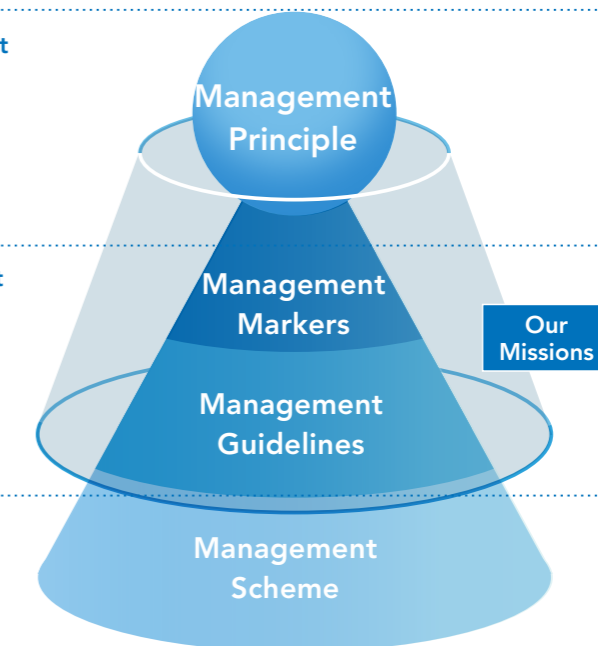 Management
Principle
Management
Markers
Our
Missions
Management
Guidelines
Management
Scheme